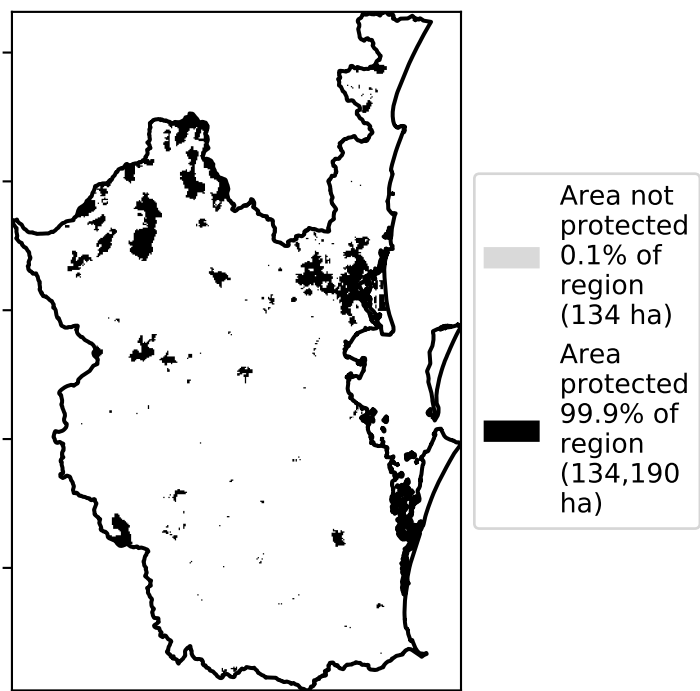 Area not
protected
0.1% of
region
(134 ha)
Area
protected
99.9% of
region
(134,190
ha)